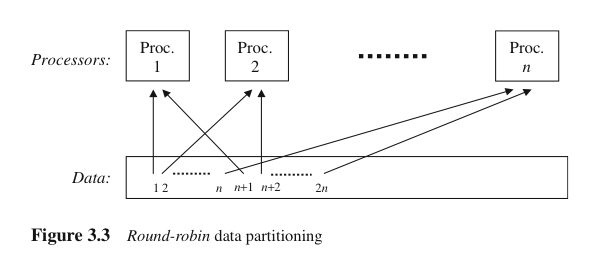 Processors:
Proc.
1
Proc.
2
Proc.
n
Data:
1 2 n n+1 n+2 2n
Figure 3.3 Round-robin data partitioning